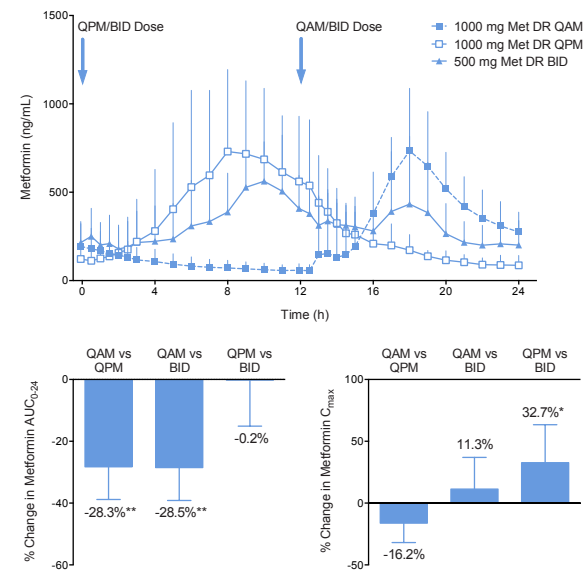 QPM/BID Dose
QAM/BID Dose
1000 mg Met DR QAM
1000 mg Met DR QPM
500 mg Met DR BID
Metformin (ng/mL)
1500
1000
500
0
0
4
8
12
16
20
24
Time (h)
QAM vs QPM
QAM vs BID
QPM vs BID
% Change in Metformin AUC0-24
0
-20
-40
-60
-28.3%**
-28.5%**
-0.2%
QAM vs QPM
QAM vs BID
QPM vs BID
% Change in Metformin Cmax
100
50
0
-50
-16.2%
11.3%
32.7%*